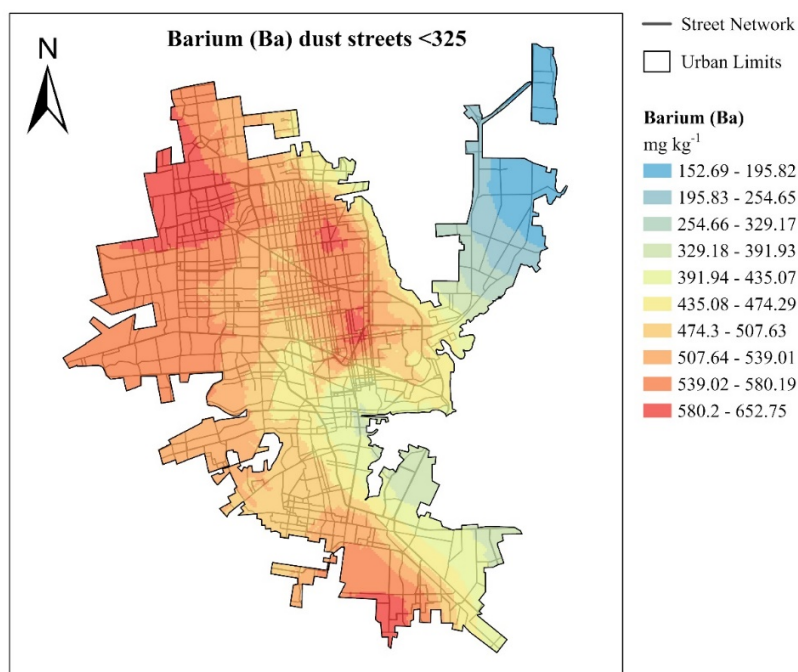 Barium (Ba) dust streets <325
N
Street Network
Urban Limits
Barium (Ba)
mg kg⁻¹
152.69 - 195.82
195.83 - 254.65
254.66 - 329.17
329.18 - 391.93
391.94 - 435.07
435.08 - 474.29
474.3 - 507.63
507.64 - 539.01
539.02 - 580.19
580.2 - 652.75